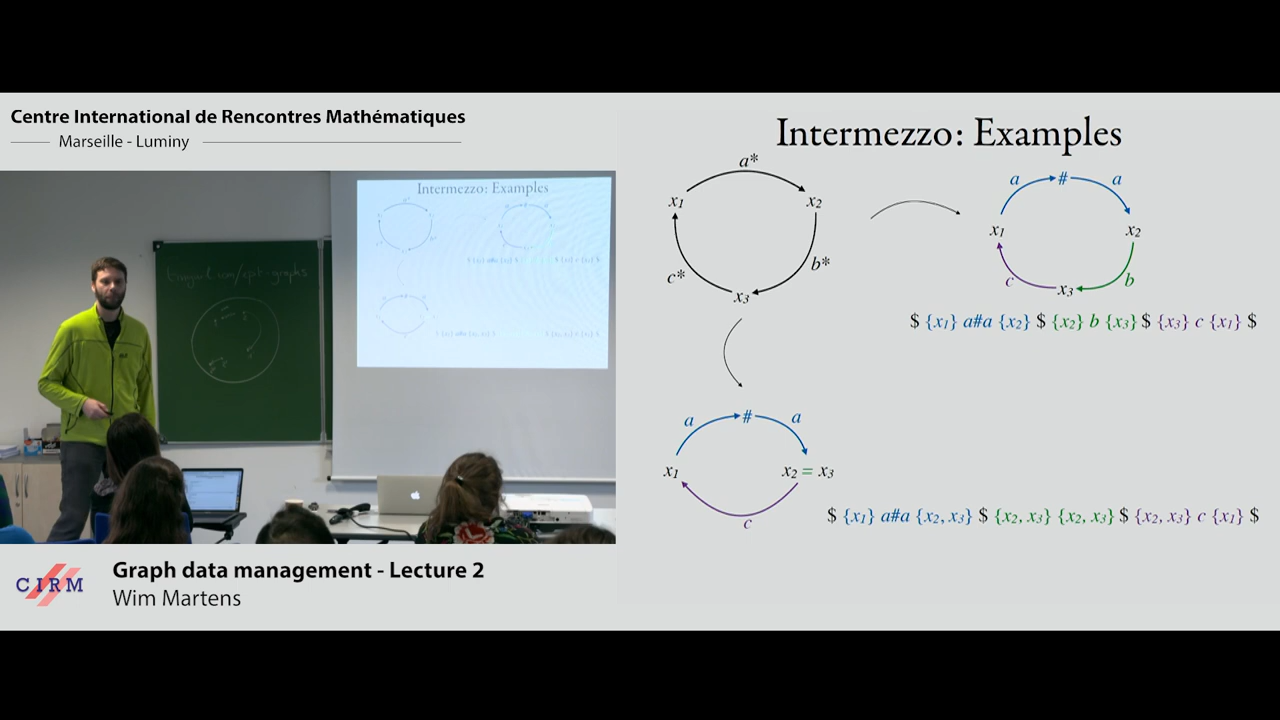 Centre International de Rencontres Mathématiques
Marseille - Luminy
Intermezzo: Examples
a*
x1
x2
b*
c*
x3
a
#
a
x1
x2
c
x3
b
$ {x1} a#a {x2} $ {x2} b {x3} $ {x3} c {x1} $
a
#
a
x1
x2 = x3
c
$ {x1} a#a {x2, x3} $ {x2, x3} {x2, x3} $ {x2, x3} c {x1} $
Intermezzo: Examples
CIRM
Graph data management - Lecture 2
Wim Martens